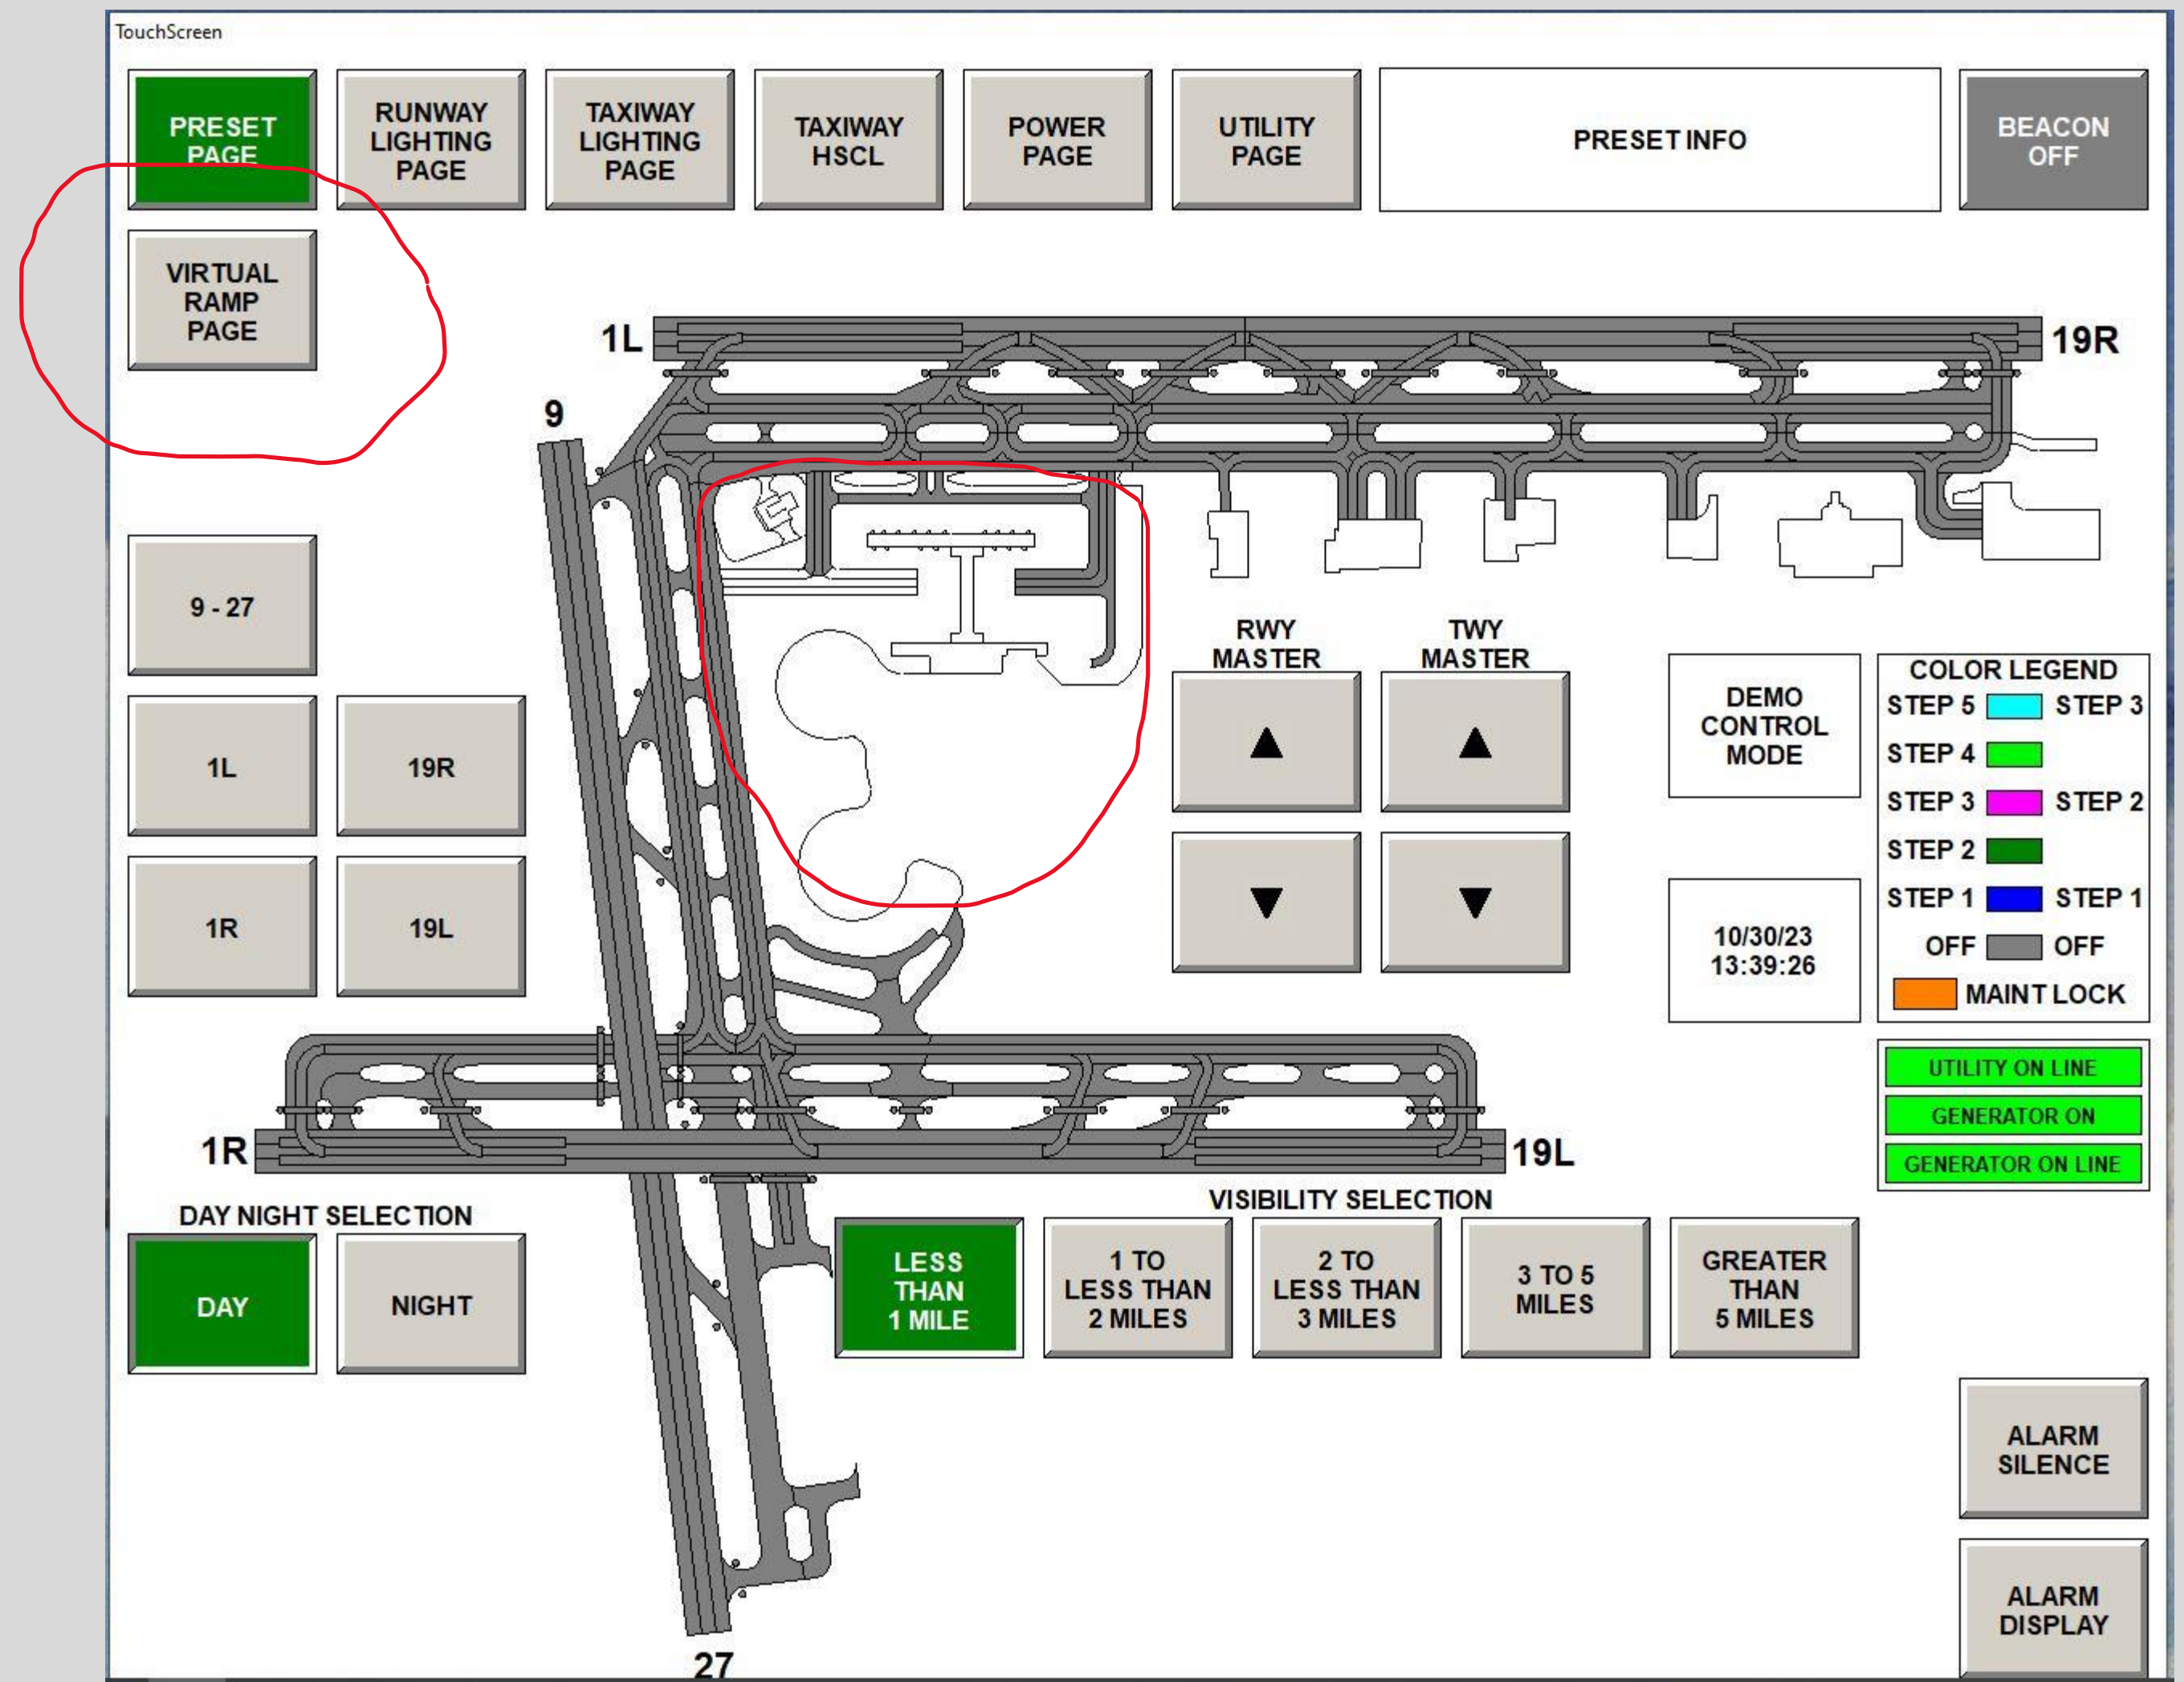 TouchScreen
PRESET
PAGE
RUNWAY
LIGHTING
PAGE
TAXIWAY
LIGHTING
PAGE
TAXIWAY
HSCL
POWER
PAGE
UTILITY
PAGE
PRESET INFO
BEACON
OFF
VIRTUAL
RAMP
PAGE
1L
19R
9
9 - 27
1L
19R
1R
19L
RWY
MASTER
TWY
MASTER
▲
▲
▼
▼
DEMO
CONTROL
MODE
10/30/23
13:39:26
COLOR LEGEND
STEP 5 STEP 3
STEP 4
STEP 3 STEP 2
STEP 2
STEP 1 STEP 1
OFF OFF
MAINT LOCK
UTILITY ON LINE
GENERATOR ON
GENERATOR ON LINE
1R
19L
DAY NIGHT SELECTION
DAY
NIGHT
VISIBILITY SELECTION
LESS
THAN
1 MILE
1 TO
LESS THAN
2 MILES
2 TO
LESS THAN
3 MILES
3 TO 5
MILES
GREATER
THAN
5 MILES
ALARM
SILENCE
ALARM
DISPLAY
27